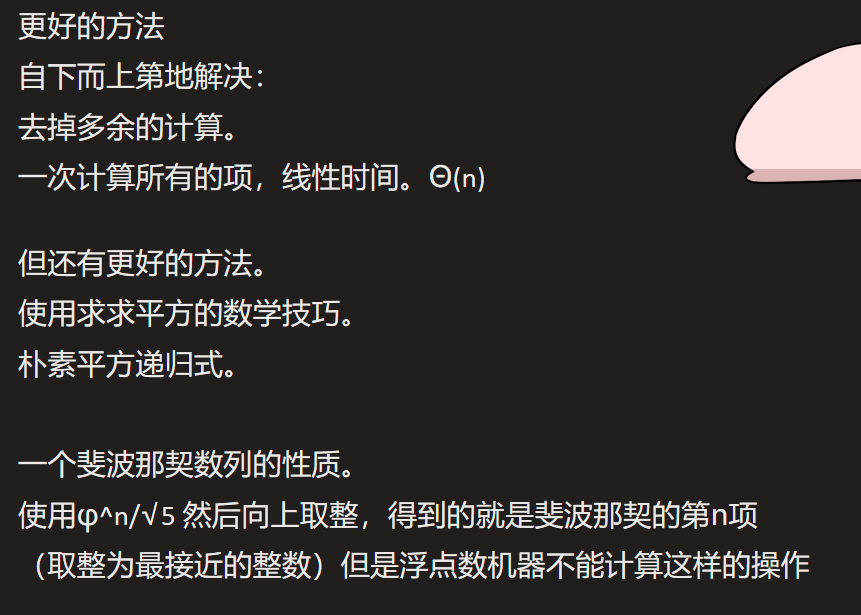 更好的方法
自下而上第地解决：
去掉多余的计算。
一次计算所有的项，线性时间。Θ(n)
但还有更好的方法。
使用求求平方的数学技巧。
朴素平方递归式。
一个斐波那契数列的性质。
使用φ^n/√5 然后向上取整，得到的就是斐波那契的第n项
（取整为最接近的整数）但是浮点数机器不能计算这样的操作